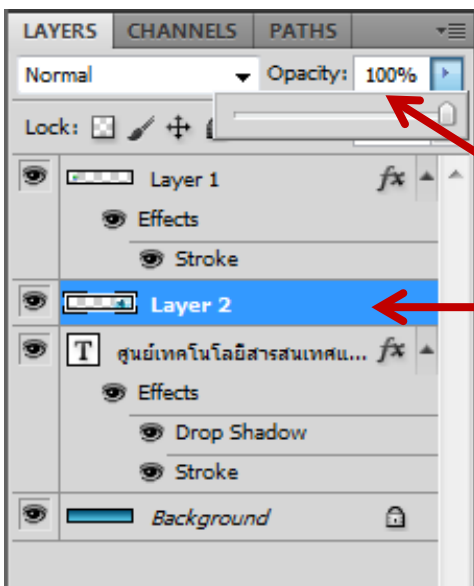 LAYERS CHANNELS PATHS
Normal Opacity: 100%
Lock:
Layer 1 fx
Effects
Stroke
Layer 2
T ศูนย์เทคโนโลยีสารสนเทศแ... fx
Effects
Drop Shadow
Stroke
Background